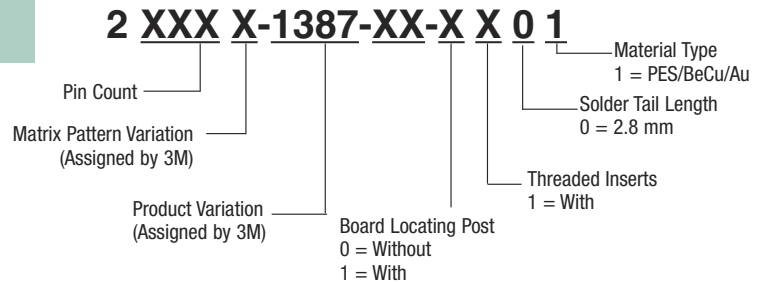 2 XXX X-1387-XX-X X 0 1
Material Type
1 = PES/BeCu/Au
Pin Count
Solder Tail Length
0 = 2.8 mm
Matrix Pattern Variation
(Assigned by 3M)
Threaded Inserts
1 = With
Product Variation
(Assigned by 3M)
Board Locating Post
0 = Without
1 = With